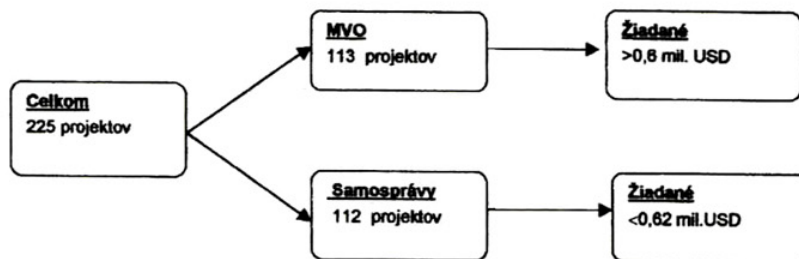 Celkom
225 projektov
MVO
113 projektov
Žiadané
>0,6 mil. USD
Samosprávy
112 projektov
Žiadané
<0,62 mil.USD